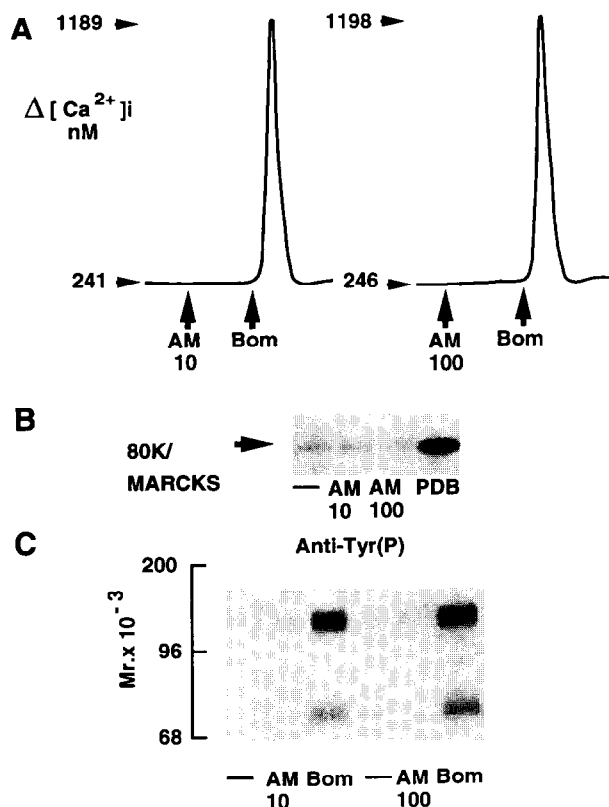 A
1189
1198
Δ [ Ca2+ ]i
nM
241
246
AM
10
Bom
AM
100
Bom
B
80K/
MARCKS
— AM
10
AM
100
PDB
C
Anti-Tyr(P)
200
96
68
Mr.x 10-3
— AM Bom — AM Bom
10 100